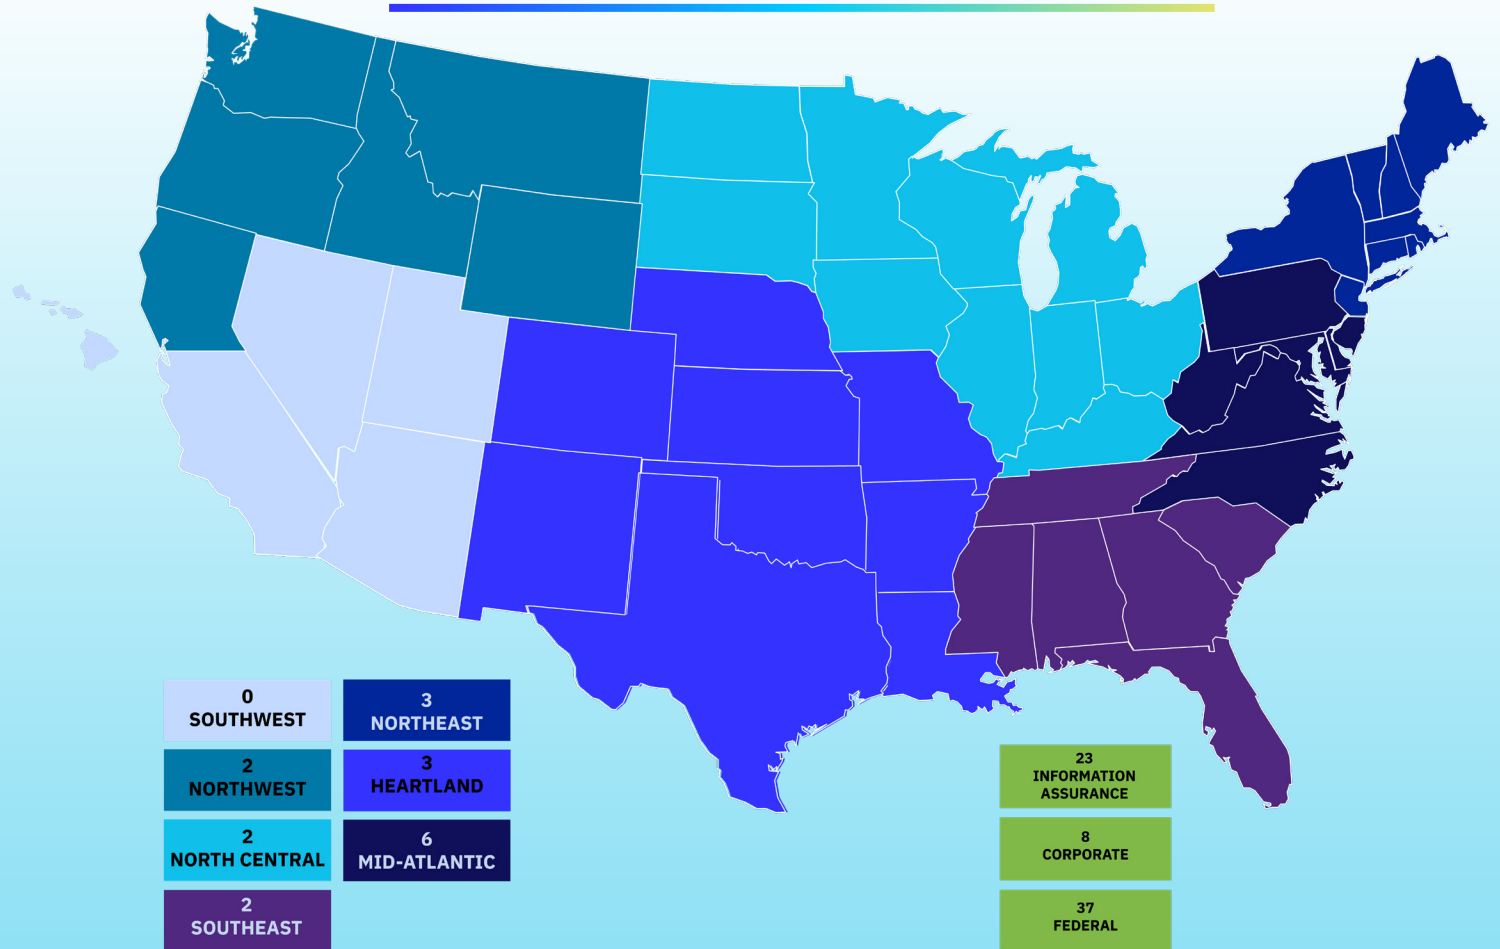 0
SOUTHWEST
3
NORTHEAST
2
NORTHWEST
3
HEARTLAND
2
NORTH CENTRAL
6
MID-ATLANTIC
2
SOUTHEAST
23
INFORMATION
ASSURANCE
8
CORPORATE
37
FEDERAL